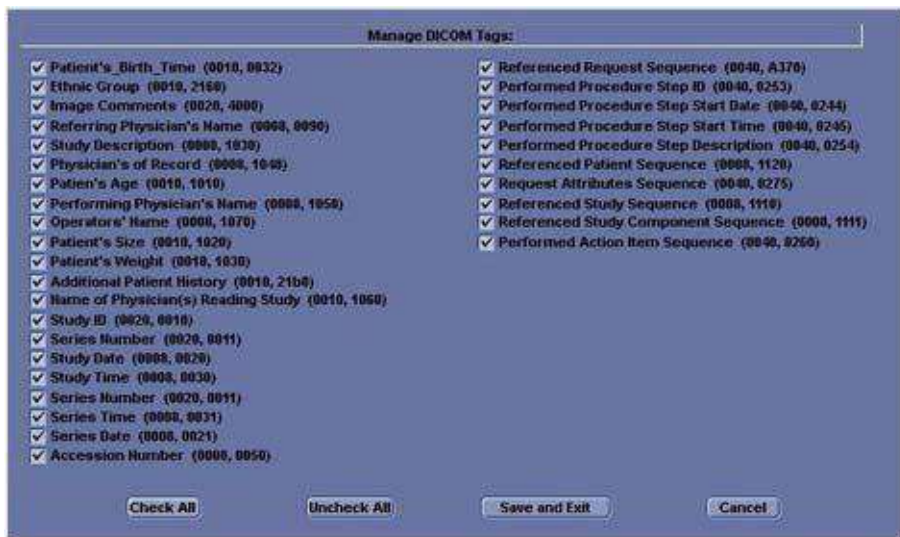 Manage DICOM Tags:
Patient's_Birth_Time (0010, 0032)
Ethnic Group (0010, 2160)
Image Comments (0020, 4000)
Referring Physician's Name (0008, 0090)
Study Description (0008, 1030)
Physician's of Record (0008, 1048)
Patien's Age (0010, 1010)
Performing Physician's Name (0008, 1050)
Operators' Name (0008, 1070)
Patient's Size (0010, 1020)
Patient's Weight (0010, 1030)
Additional Patient History (0010, 21b0)
Name of Physician(s) Reading Study (0010, 1060)
Study ID (0020, 0010)
Series Number (0020, 0011)
Study Date (0008, 0020)
Study Time (0008, 0030)
Series Number (0020, 0011)
Series Time (0008, 0031)
Series Date (0008, 0021)
Accession Number (0008, 0050)
Referenced Request Sequence (0040, A370)
Performed Procedure Step ID (0040, 0253)
Performed Procedure Step Start Date (0040, 0244)
Performed Procedure Step Start Time (0040, 0245)
Performed Procedure Step Description (0040, 0254)
Referenced Patient Sequence (0008, 1120)
Request Attributes Sequence (0040, 0275)
Referenced Study Sequence (0008, 1110)
Referenced Study Component Sequence (0008, 1111)
Performed Action Item Sequence (0040, 0260)
Check All
Uncheck All
Save and Exit
Cancel